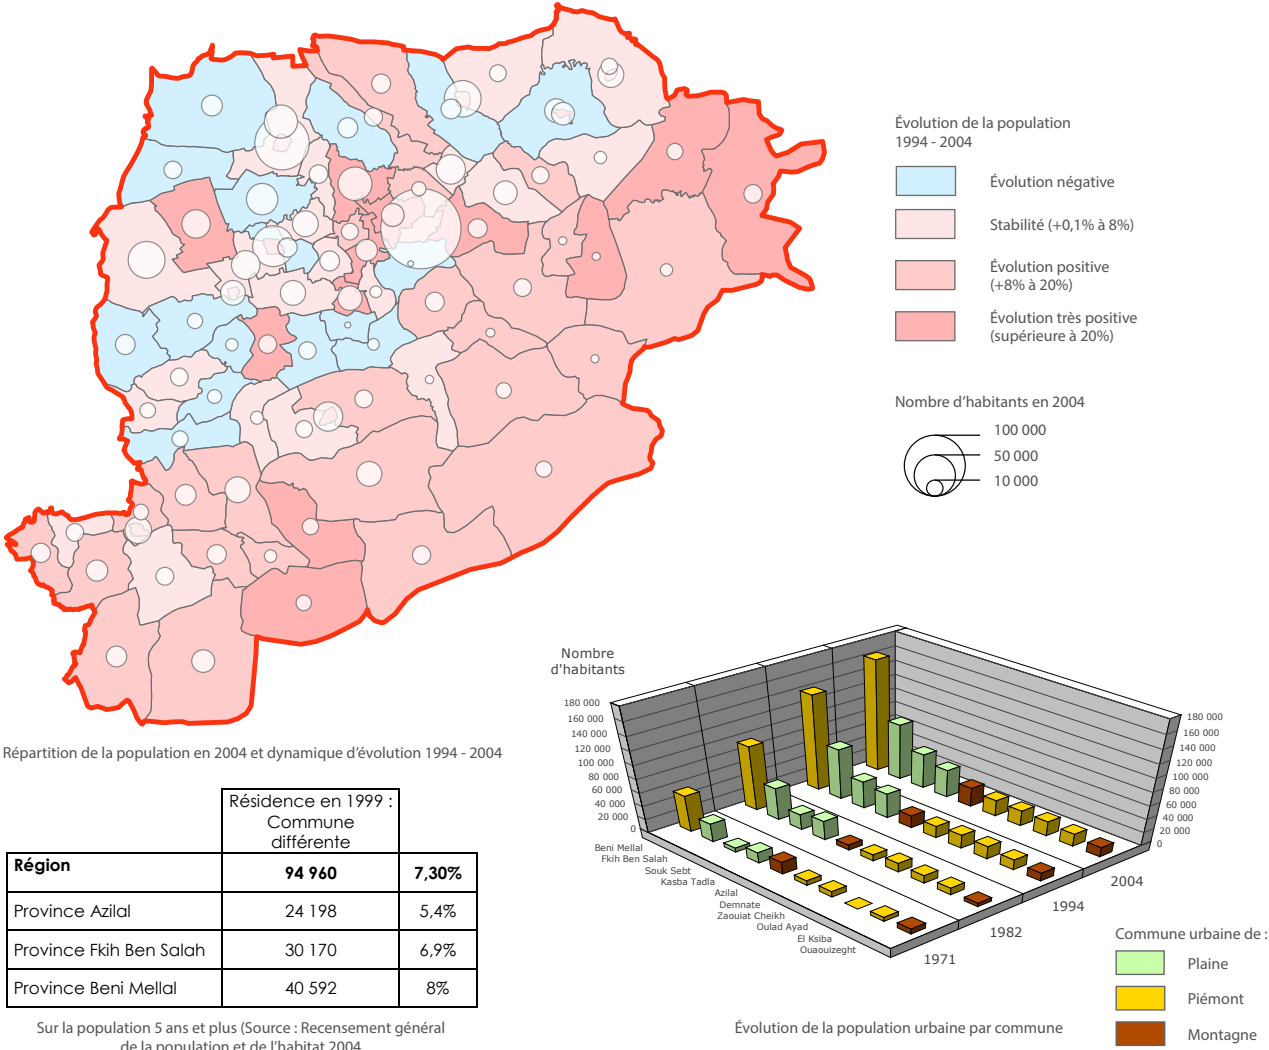 Évolution de la population
1994 - 2004
Évolution négative
Stabilité (+0,1% à 8%)
Évolution positive
(+8% à 20%)
Évolution très positive
(supérieure à 20%)
Nombre d'habitants en 2004
100 000
50 000
10 000
Répartition de la population en 2004 et dynamique d'évolution 1994 - 2004
Résidence en 1999 :
Commune
différente
Région 94 960 7,30%
Province Azilal 24 198 5,4%
Province Fkih Ben Salah 30 170 6,9%
Province Beni Mellal 40 592 8%
Sur la population 5 ans et plus (Source : Recensement général
de la population et de l'habitat 2004
Nombre
d'habitants
180 000
160 000
140 000
120 000
100 000
80 000
60 000
40 000
20 000
0
180 000
160 000
140 000
120 000
100 000
80 000
60 000
40 000
20 000
0
Beni Mellal
Fkih Ben Salah
Souk Sebt
Kasba Tadla
Azilal
Demnate
Zaouiat Cheikh
Oulad Ayad
El Ksiba
Ouaouizeght
1971
1982
1994
2004
Évolution de la population urbaine par commune
Commune urbaine de :
Plaine
Piémont
Montagne